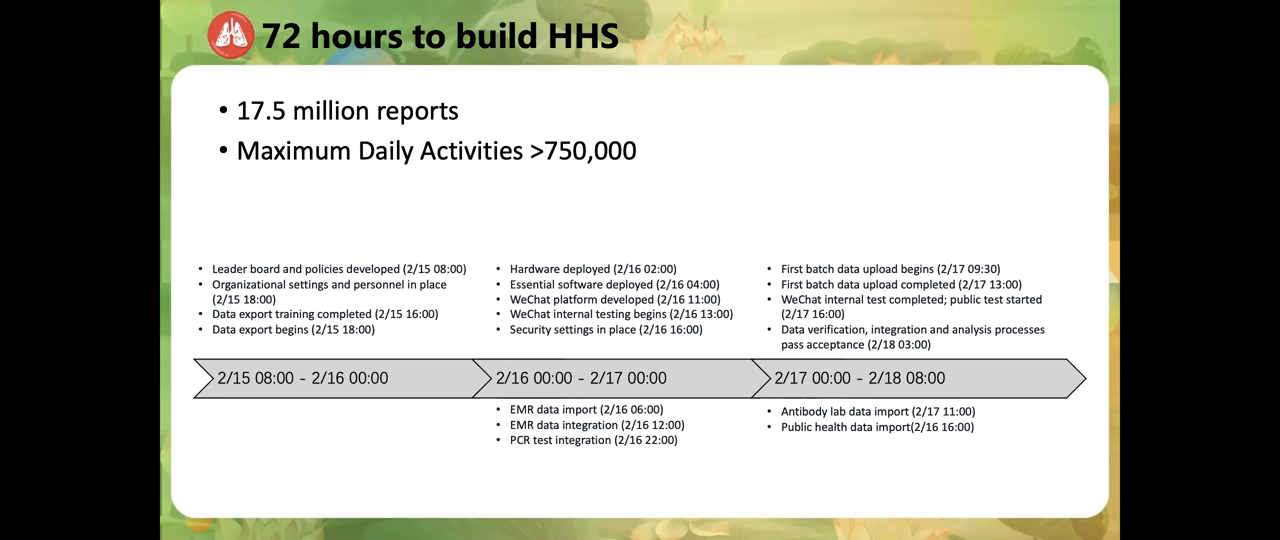 72 hours to build HHS
• 17.5 million reports
• Maximum Daily Activities >750,000
• Leader board and policies developed (2/15 08:00)
• Organizational settings and personnel in place
(2/15 18:00)
• Data export training completed (2/15 16:00)
• Data export begins (2/15 18:00)
• Hardware deployed (2/16 02:00)
• Essential software deployed (2/16 04:00)
• WeChat platform developed (2/16 11:00)
• WeChat internal testing begins (2/16 13:00)
• Security settings in place (2/16 16:00)
• First batch data upload begins (2/17 09:30)
• First batch data upload completed (2/17 13:00)
• WeChat internal test completed; public test started
(2/17 16:00)
• Data verification, integration and analysis processes
pass acceptance (2/18 03:00)
2/15 08:00 - 2/16 00:00
2/16 00:00 - 2/17 00:00
2/17 00:00 - 2/18 08:00
• EMR data import (2/16 06:00)
• EMR data integration (2/16 12:00)
• PCR test integration (2/16 22:00)
• Antibody lab data import (2/17 11:00)
• Public health data import(2/16 16:00)